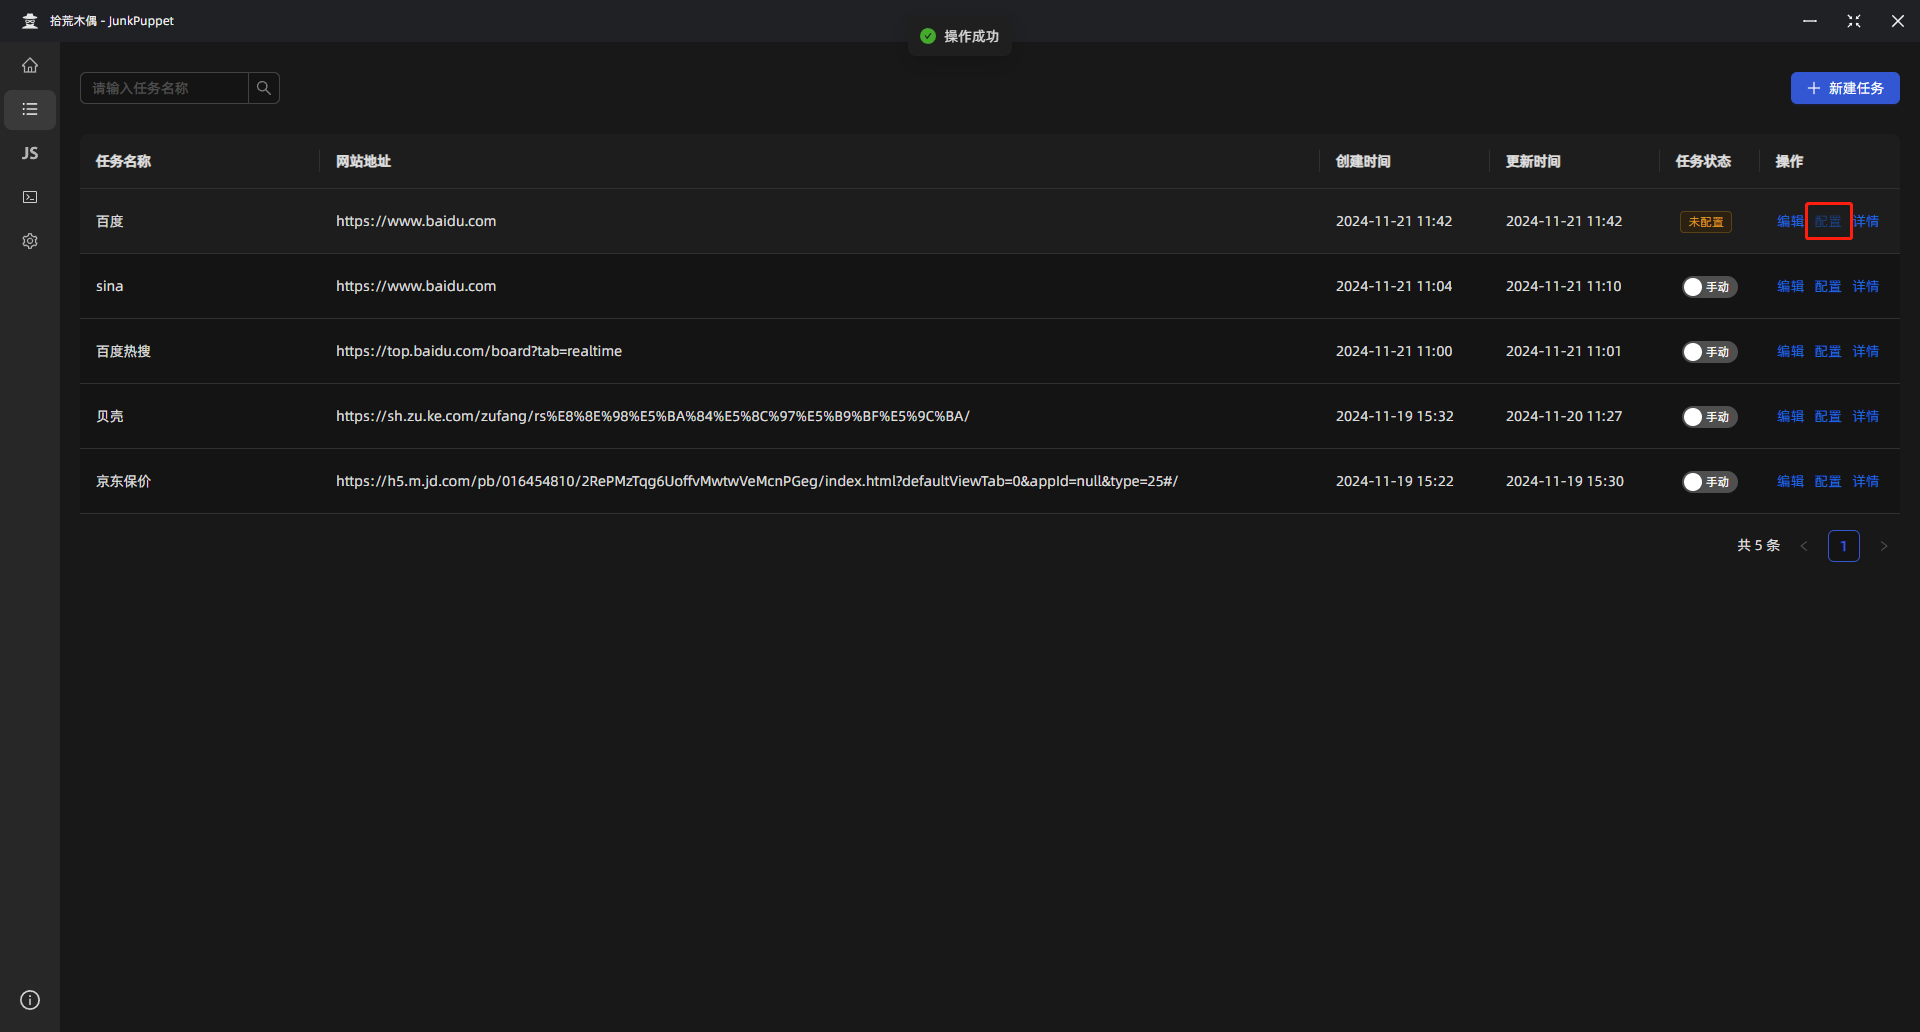 拾荒木偶 - JunkPuppet
操作成功
请输入任务名称
新建任务
JS
任务名称 网站地址 创建时间 更新时间 任务状态 操作
百度 https://www.baidu.com 2024-11-21 11:42 2024-11-21 11:42 未配置 编辑 配置 详情
sina https://www.baidu.com 2024-11-21 11:04 2024-11-21 11:10 手动 编辑 配置 详情
百度热搜 https://top.baidu.com/board?tab=realtime 2024-11-21 11:00 2024-11-21 11:01 手动 编辑 配置 详情
贝壳 https://sh.zu.ke.com/zufang/rs%E8%8E%98%E5%BA%84%E5%8C%97%E5%B9%BF%E5%9C%BA/ 2024-11-19 15:32 2024-11-20 11:27 手动 编辑 配置 详情
京东保价 https://h5.m.jd.com/pb/016454810/2RePMzTqg6UoffvMwtwVeMcnPGeg/index.html?defaultViewTab=0&appId=null&type=25#/ 2024-11-19 15:22 2024-11-19 15:30 手动 编辑 配置 详情
共 5 条 < 1 >